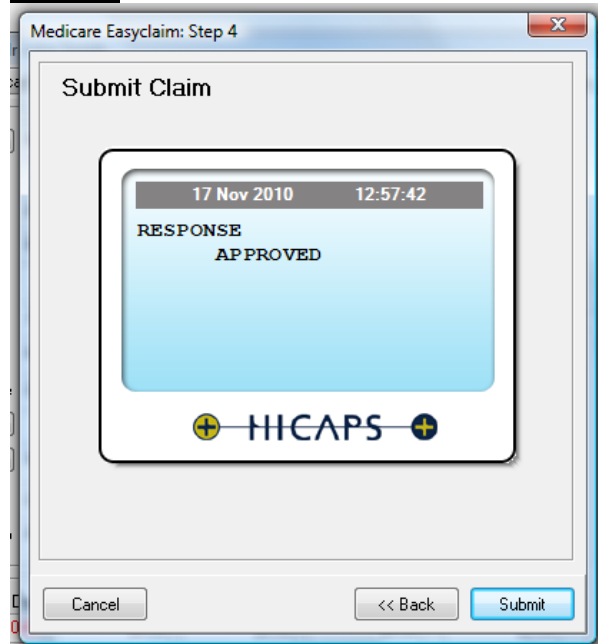 Medicare Easyclaim: Step 4
Submit Claim
17 Nov 2010 12:57:42
RESPONSE
APPROVED
HICAPS
Cancel
<< Back
Submit